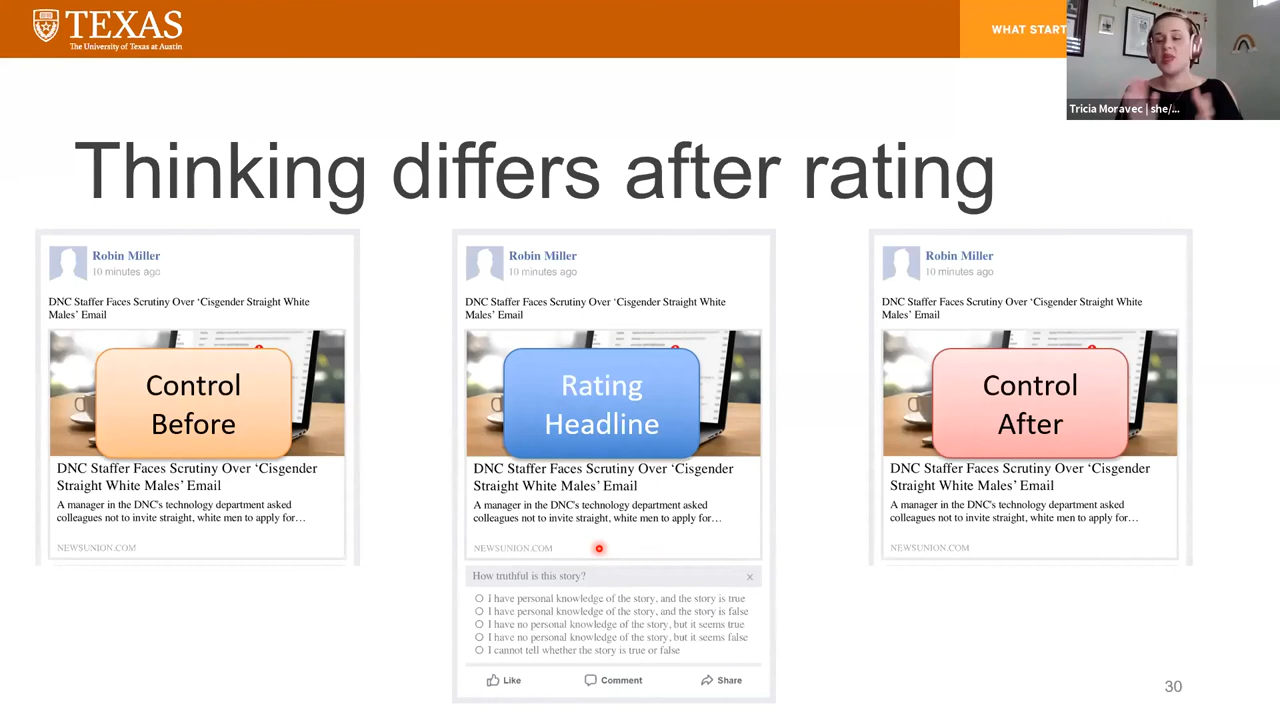 TEXAS
The University of Texas at Austin
WHAT START
Tricia Moravec | she/...
Thinking differs after rating
Robin Miller
10 minutes ago
DNC Staffer Faces Scrutiny Over ‘Cisgender Straight White
Males’ Email
Control
Before
DNC Staffer Faces Scrutiny Over ‘Cisgender
Straight White Males’ Email
A manager in the DNC's technology department asked
colleagues not to invite straight, white men to apply for…
NEWSUNION.COM
Robin Miller
10 minutes ago
DNC Staffer Faces Scrutiny Over ‘Cisgender Straight White
Males’ Email
Rating
Headline
DNC Staffer Faces Scrutiny Over ‘Cisgender
Straight White Males’ Email
A manager in the DNC's technology department asked
colleagues not to invite straight, white men to apply for…
NEWSUNION.COM
How truthful is this story?
I have personal knowledge of the story, and the story is true
I have personal knowledge of the story, and the story is false
I have no personal knowledge of the story, but it seems true
I have no personal knowledge of the story, but it seems false
I cannot tell whether the story is true or false
Like Comment Share
Robin Miller
10 minutes ago
DNC Staffer Faces Scrutiny Over ‘Cisgender Straight White
Males’ Email
Control
After
DNC Staffer Faces Scrutiny Over ‘Cisgender
Straight White Males’ Email
A manager in the DNC's technology department asked
colleagues not to invite straight, white men to apply for…
NEWSUNION.COM
30